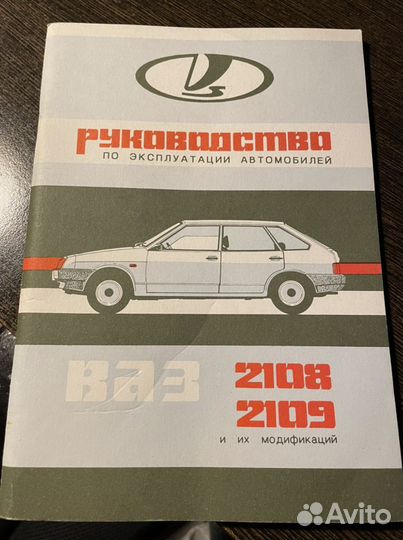 РУКОВОДСТВО
ПО ЭКСПЛУАТАЦИИ АВТОМОБИЛЕЙ
ВАЗ 2108
2109
И ИХ МОДИФИКАЦИЙ
Avito